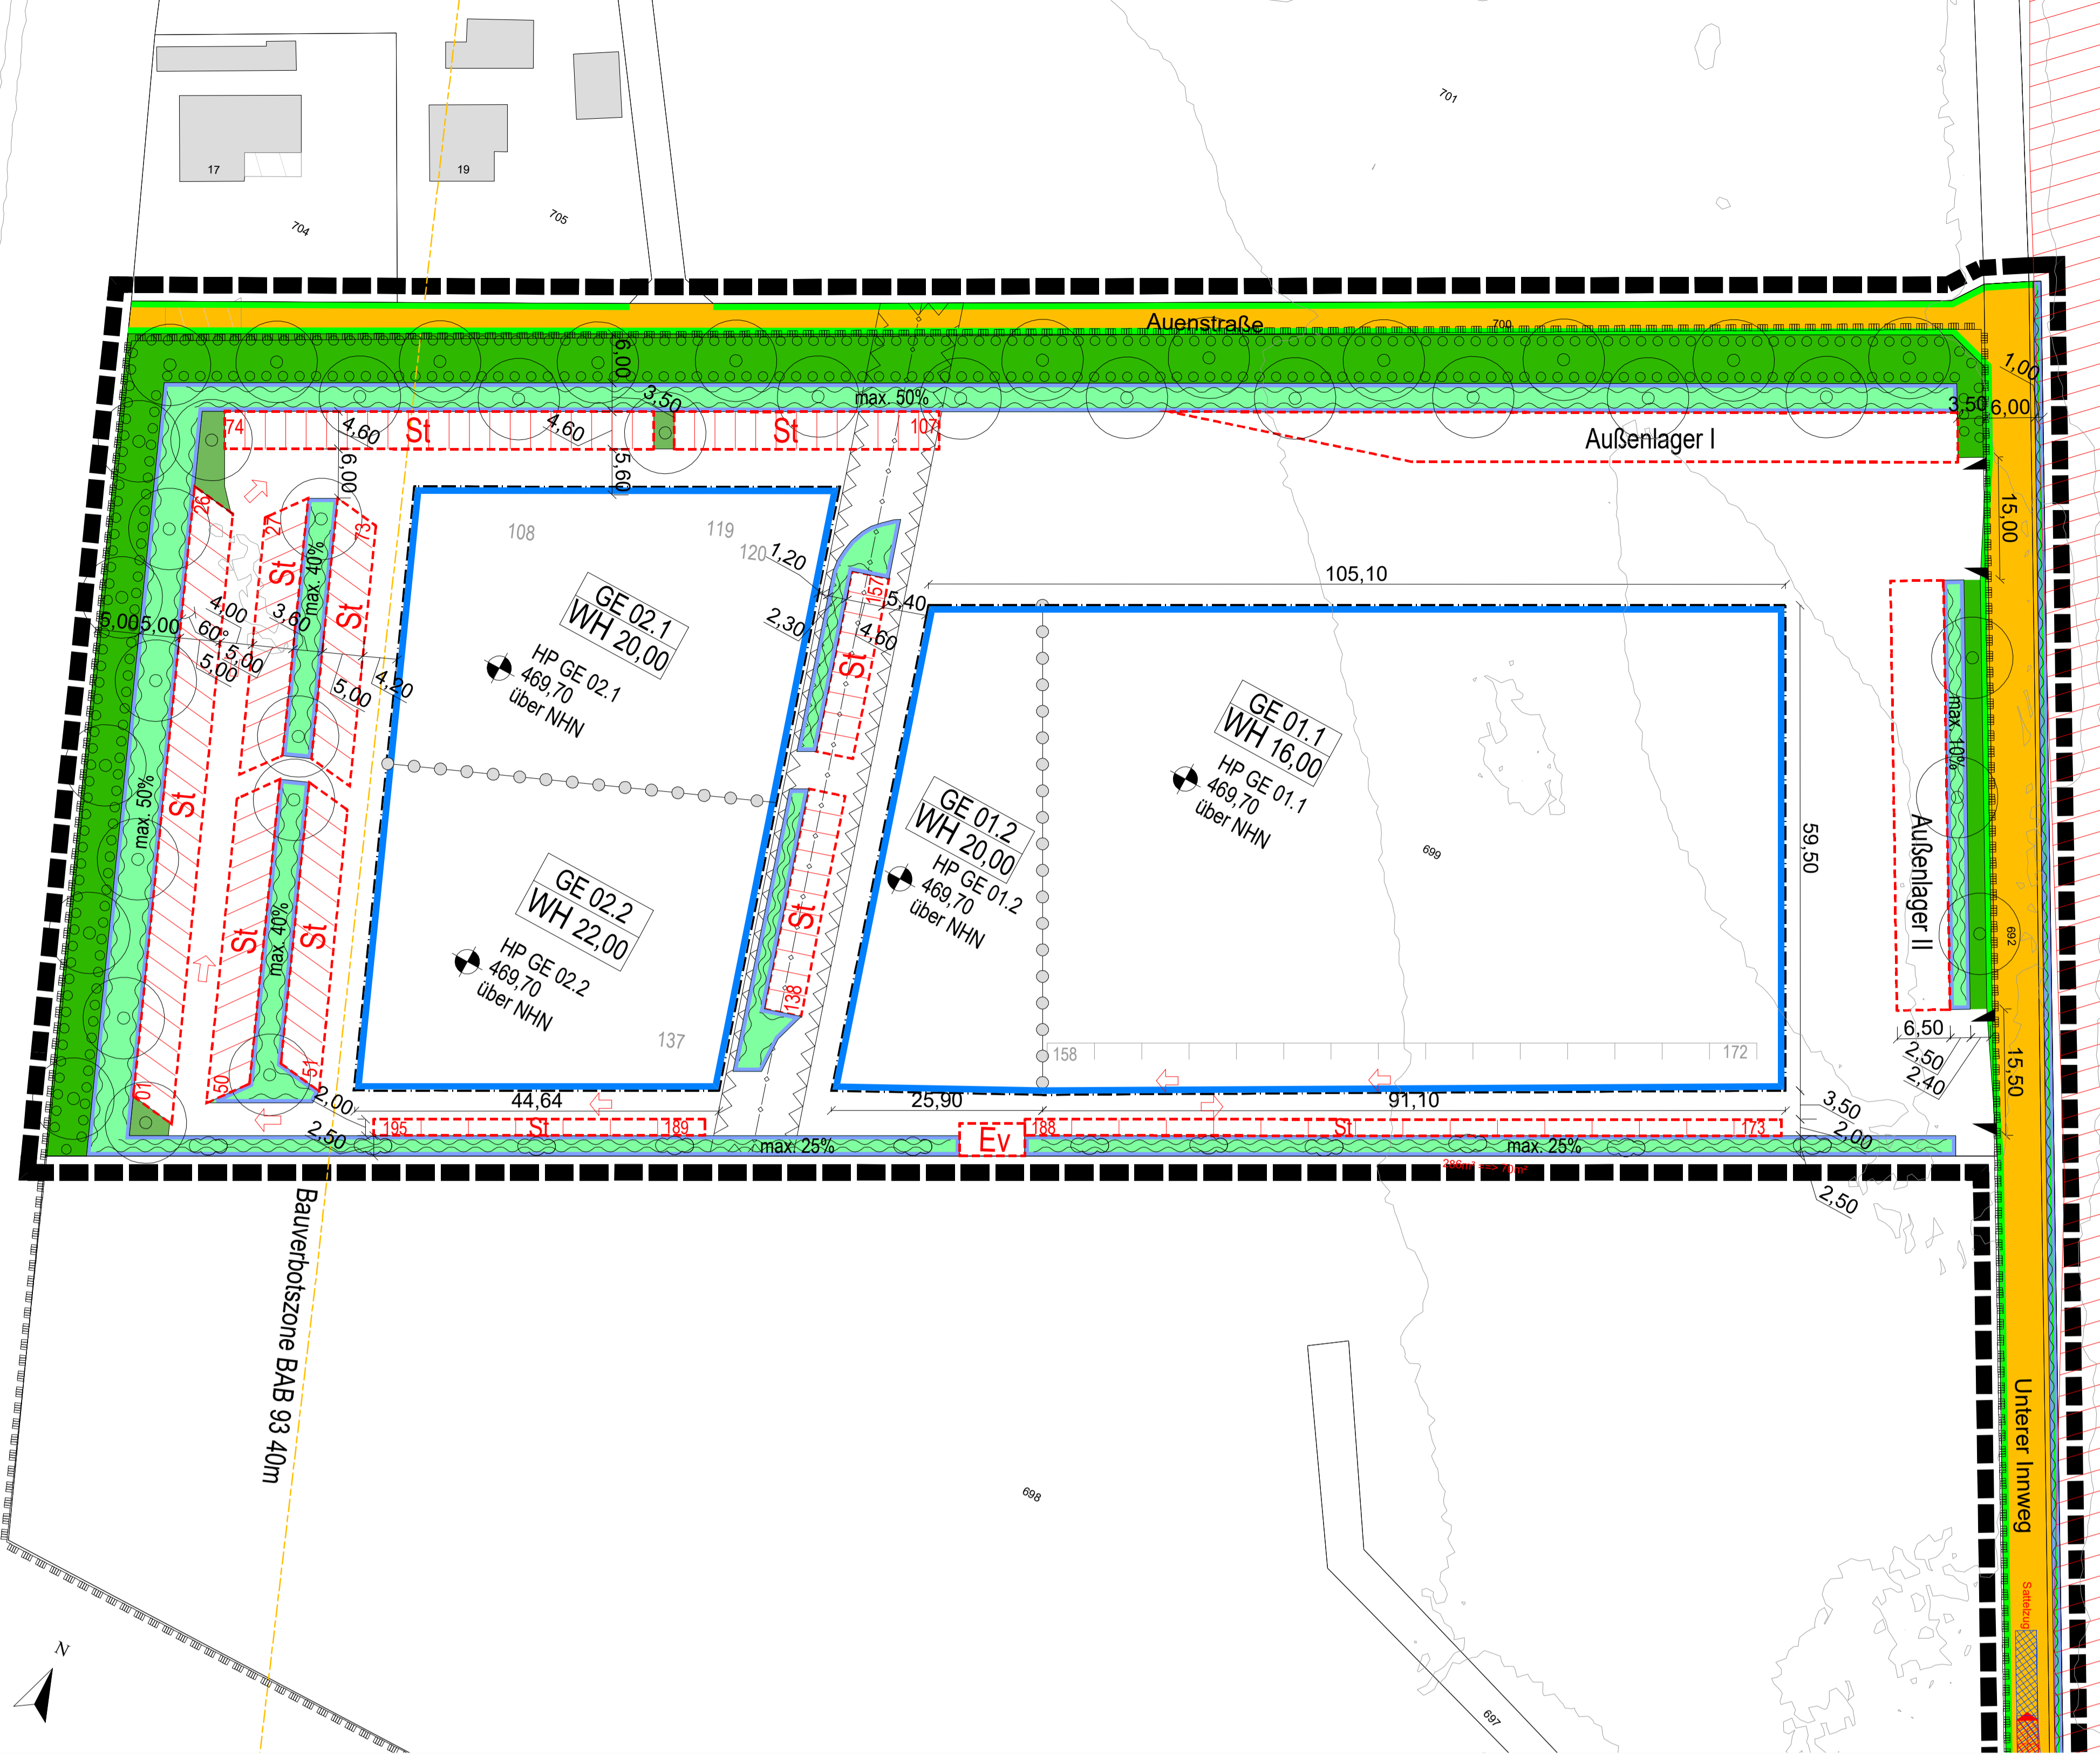 701
17
19
704
705
Auenstraße
700
6,00
1,00
3,50
max. 50%
3,50
6,00
74
4,60
St
4,60
St
107
Außenlager I
6,00
5,60
26
27
73
15,00
108
119
120
1,20
St
max. 40%
St
157
5,40
105,10
GE 02.1
WH 20,00
2,30
4,60
4,00
3,60
5,00
5,00
60°
5,00
5,00
St
HP GE 02.1
469,70
über NHN
5,00
4,20
GE 01.1
WH 16,00
HP GE 01.1
469,70
über NHN
max. 10%
max. 50%
St
GE 01.2
WH 20,00
HP GE 01.2
469,70
über NHN
699
59,50
Außenlager II
GE 02.2
WH 22,00
HP GE 02.2
469,70
über NHN
St
max. 40%
St
St
692
138
137
158
172
6,50
2,50
2,40
15,50
01
50
51
2,00
2,50
44,64
25,90
91,10
3,50
2,00
195
St
189
188
St
173
Ev
max. 25%
max. 25%
2,50
Bauverbotszone BAB 93 40m
Unterer Innweg
698
Sattelzug
N
697